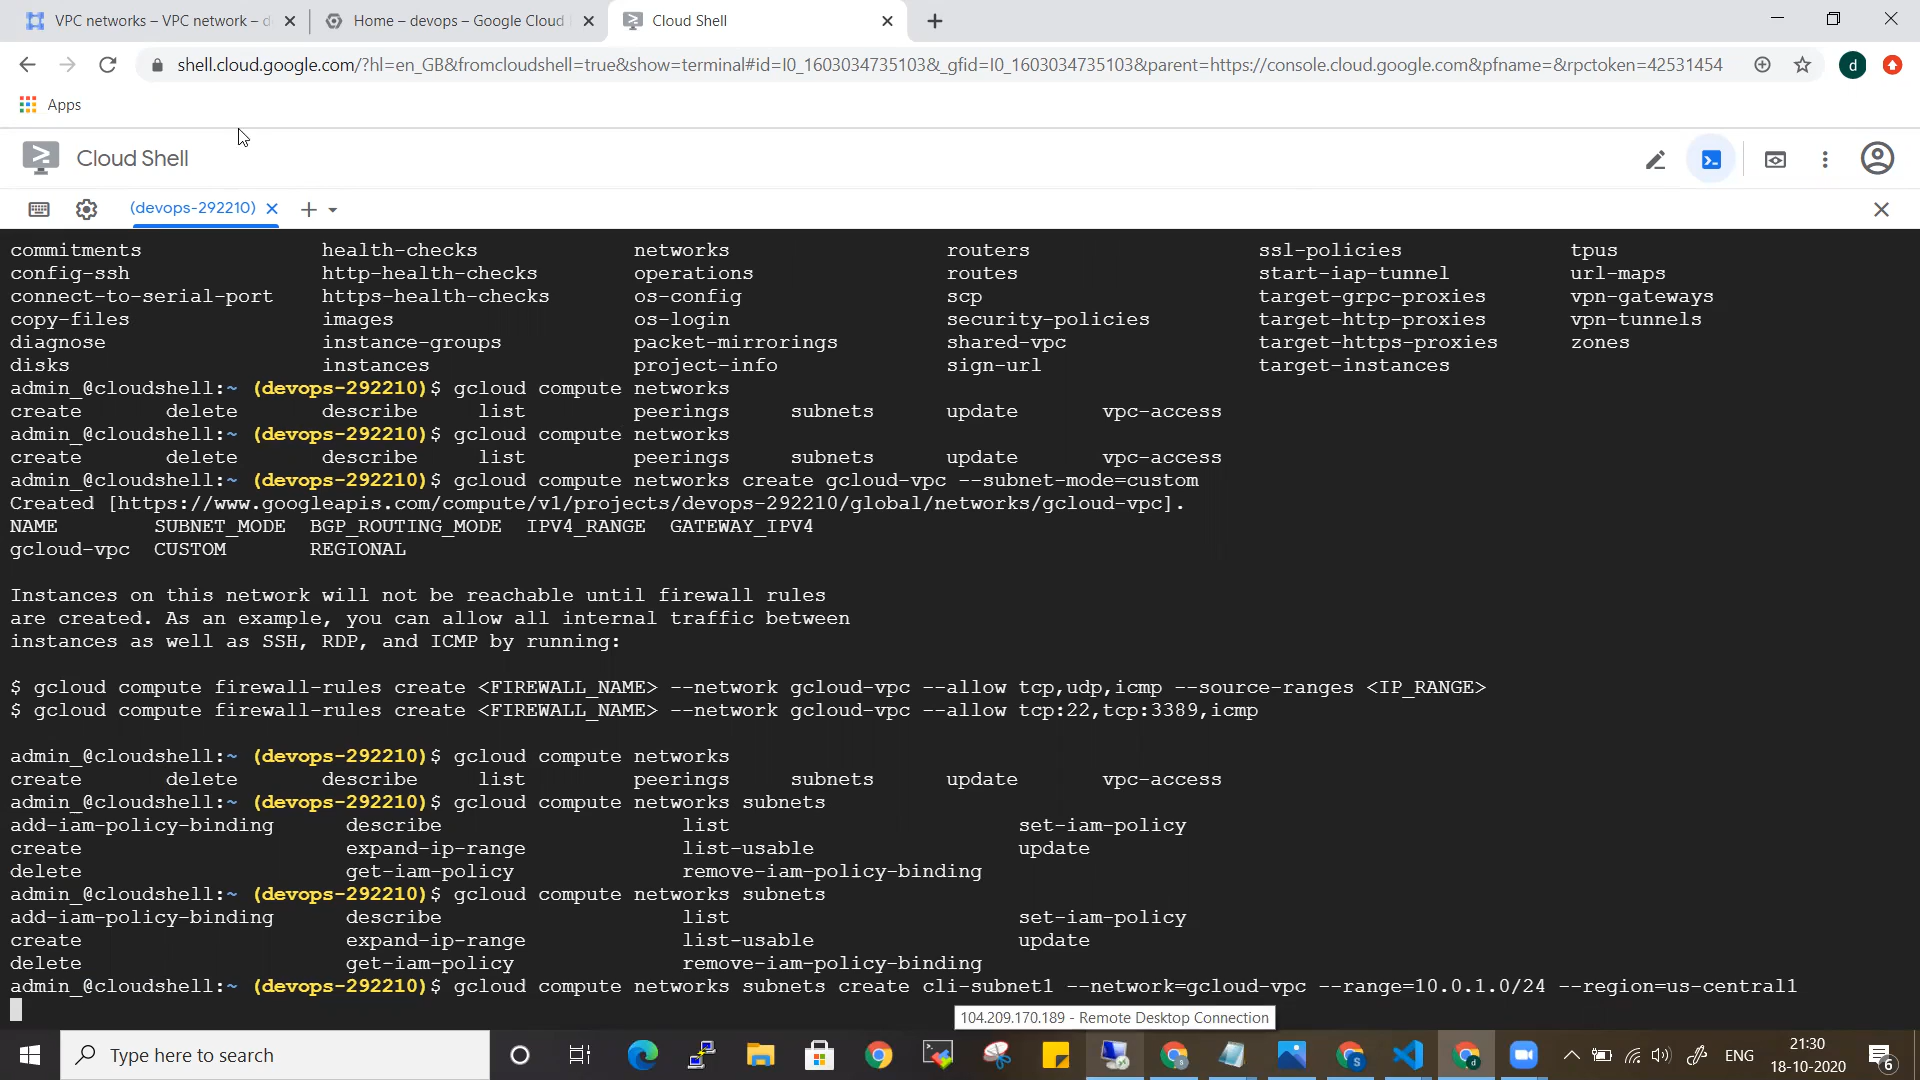 VPC networks – VPC network – d
Home – devops – Google Cloud
Cloud Shell
shell.cloud.google.com/?hl=en_GB&fromcloudshell=true&show=terminal#id=I0_1603034735103&_gfid=I0_1603034735103&parent=https://console.cloud.google.com&pfname=&rpctoken=42531454
d
Apps
Cloud Shell
(devops-292210)
commitments health-checks networks routers ssl-policies tpus
config-ssh http-health-checks operations routes start-iap-tunnel url-maps
connect-to-serial-port https-health-checks os-config scp target-grpc-proxies vpn-gateways
copy-files images os-login security-policies target-http-proxies vpn-tunnels
diagnose instance-groups packet-mirrorings shared-vpc target-https-proxies zones
disks instances project-info sign-url target-instances
admin_@cloudshell:~ (devops-292210)$ gcloud compute networks
create delete describe list peerings subnets update vpc-access
admin_@cloudshell:~ (devops-292210)$ gcloud compute networks
create delete describe list peerings subnets update vpc-access
admin_@cloudshell:~ (devops-292210)$ gcloud compute networks create gcloud-vpc --subnet-mode=custom
Created [https://www.googleapis.com/compute/v1/projects/devops-292210/global/networks/gcloud-vpc].
NAME SUBNET_MODE BGP_ROUTING_MODE IPV4_RANGE GATEWAY_IPV4
gcloud-vpc CUSTOM REGIONAL
Instances on this network will not be reachable until firewall rules
are created. As an example, you can allow all internal traffic between
instances as well as SSH, RDP, and ICMP by running:
$ gcloud compute firewall-rules create <FIREWALL_NAME> --network gcloud-vpc --allow tcp,udp,icmp --source-ranges <IP_RANGE>
$ gcloud compute firewall-rules create <FIREWALL_NAME> --network gcloud-vpc --allow tcp:22,tcp:3389,icmp
admin_@cloudshell:~ (devops-292210)$ gcloud compute networks
create delete describe list peerings subnets update vpc-access
admin_@cloudshell:~ (devops-292210)$ gcloud compute networks subnets
add-iam-policy-binding describe list set-iam-policy
create expand-ip-range list-usable update
delete get-iam-policy remove-iam-policy-binding
admin_@cloudshell:~ (devops-292210)$ gcloud compute networks subnets
add-iam-policy-binding describe list set-iam-policy
create expand-ip-range list-usable update
delete get-iam-policy remove-iam-policy-binding
admin_@cloudshell:~ (devops-292210)$ gcloud compute networks subnets create cli-subnet1 --network=gcloud-vpc --range=10.0.1.0/24 --region=us-central1
104.209.170.189 - Remote Desktop Connection
Type here to search
ENG
21:30
18-10-2020
6